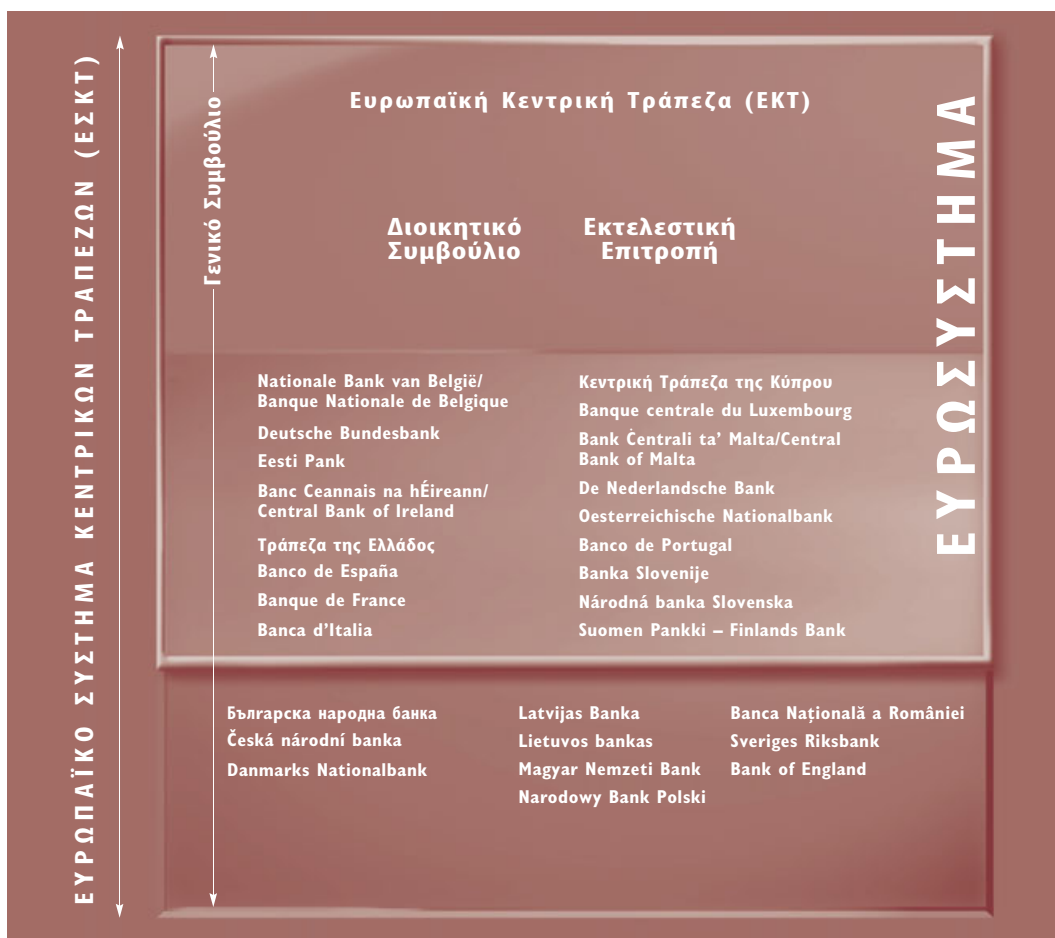 ΕΥΡΩΠΑΪΚΟ ΣΥΣΤΗΜΑ ΚΕΝΤΡΙΚΩΝ ΤΡΑΠΕΖΩΝ (ΕΣΚΤ)
Γενικό Συμβούλιο
Ευρωπαϊκή Κεντρική Τράπεζα (ΕΚΤ)
Διοικητικό
Συμβούλιο
Εκτελεστική
Επιτροπή
ΕΥΡΩΣΥΣΤΗΜΑ
Nationale Bank van België/
Banque Nationale de Belgique
Deutsche Bundesbank
Eesti Pank
Banc Ceannais na hÉireann/
Central Bank of Ireland
Τράπεζα της Ελλάδος
Banco de España
Banque de France
Banca d’Italia
Κεντρική Τράπεζα της Κύπρου
Banque centrale du Luxembourg
Bank Ċentrali ta’ Malta/Central
Bank of Malta
De Nederlandsche Bank
Oesterreichische Nationalbank
Banco de Portugal
Banka Slovenije
Národná banka Slovenska
Suomen Pankki – Finlands Bank
Българска народна банка
Česká národní banka
Danmarks Nationalbank
Latvijas Banka
Lietuvos bankas
Magyar Nemzeti Bank
Narodowy Bank Polski
Banca Națională a României
Sveriges Riksbank
Bank of England